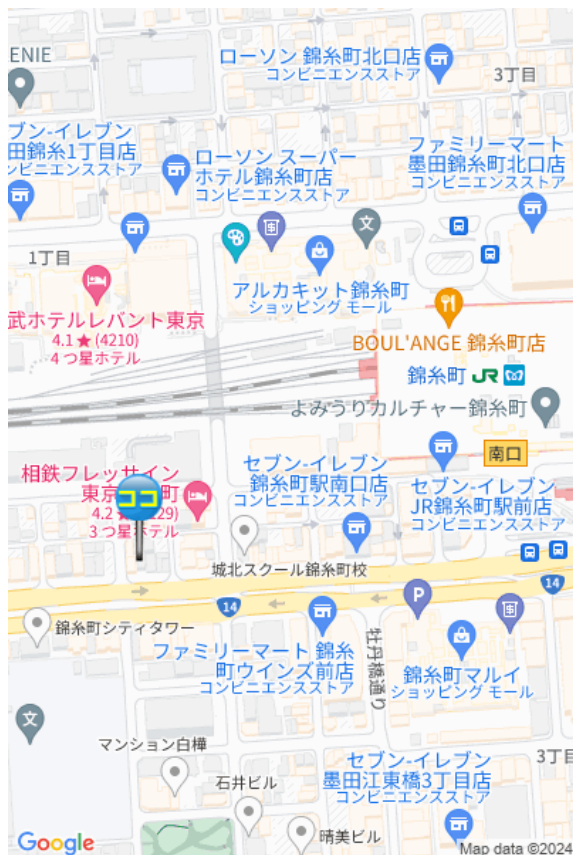 ENIE
ローソン 錦糸町北口店
コンビニエンスストア
3丁目
ブン-イレブン
田錦糸1丁目店
ンビニエンスストア
ローソン スーパー
ホテル錦糸町店
コンビニエンスストア
ファミリーマート
墨田錦糸町北口店
コンビニエンスストア
文
1丁目
アルカキット錦糸町
ショッピング モール
武ホテルレバント東京
4.1★(4210)
4 つ星ホテル
BOUL'ANGE 錦糸町店
錦糸町 JR
よみうりカルチャー錦糸町
南口
相鉄フレッサイン
東京
町
ココ
4.2
29)
3 つ星ホテル
セブン-イレブン
錦糸町駅南口店
コンビニエンスストア
セブン-イレブン
JR錦糸町駅前店
コンビニエンスストア
城北スクール錦糸町校
14
14
P
錦糸町シティタワー
ファミリーマート 錦糸
町ウインズ前店
コンビニエンスストア
牡丹橋通り
錦糸町マルイ
ショッピング モール
文
マンション白樺
石井ビル
セブン-イレブン
墨田江東橋3丁目店
コンビニエンスストア
3丁目
晴美ビル
Google
Map data ©2024